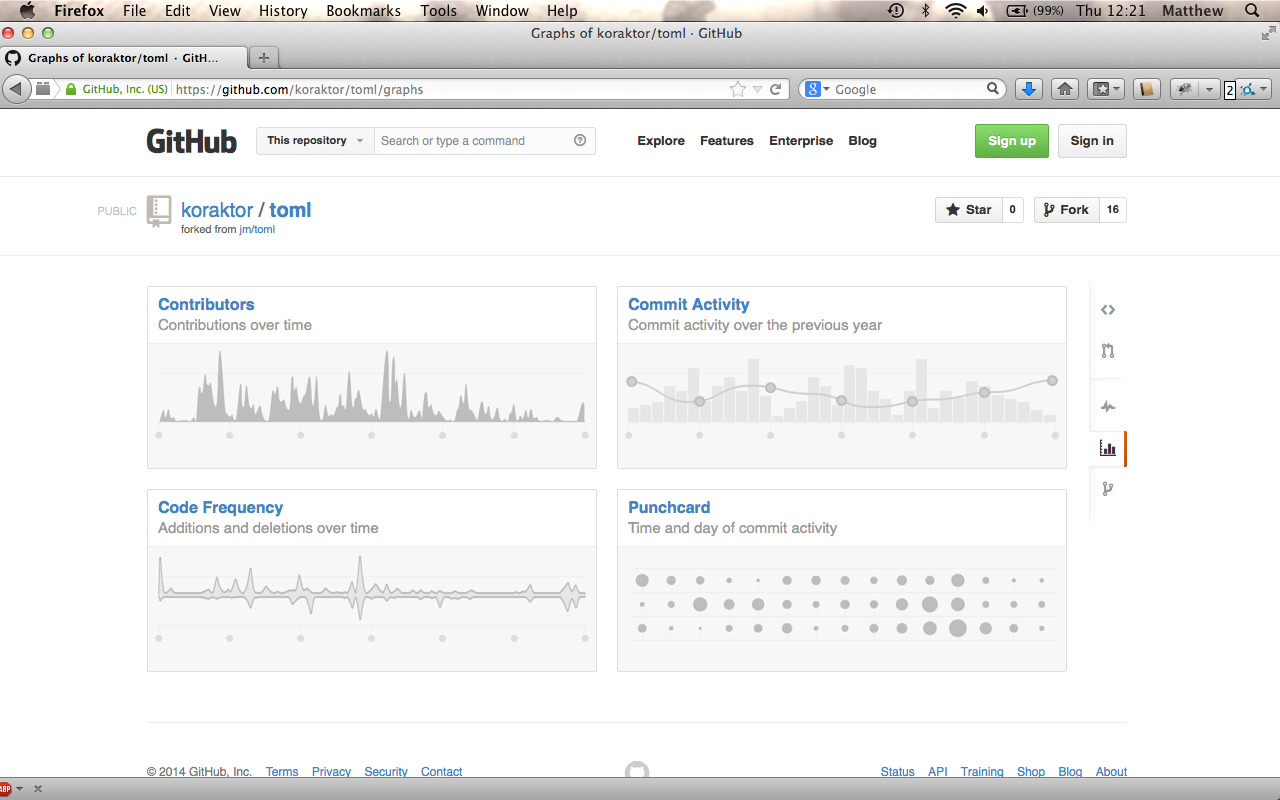 Firefox File Edit View History Bookmarks Tools Window Help (99%) Thu 12:21 Matthew
Graphs of koraktor/toml · GitHub
Graphs of koraktor/toml · GitH...
GitHub, Inc. (US) https://github.com/koraktor/toml/graphs Google 2
GitHub This repository Search or type a command Explore Features Enterprise Blog Sign up Sign in
PUBLIC koraktor / toml Star 0 Fork 16
forked from jm/toml
Contributors
Contributions over time
Commit Activity
Commit activity over the previous year
Code Frequency
Additions and deletions over time
Punchcard
Time and day of commit activity
© 2014 GitHub, Inc. Terms Privacy Security Contact Status API Training Shop Blog About
ABP